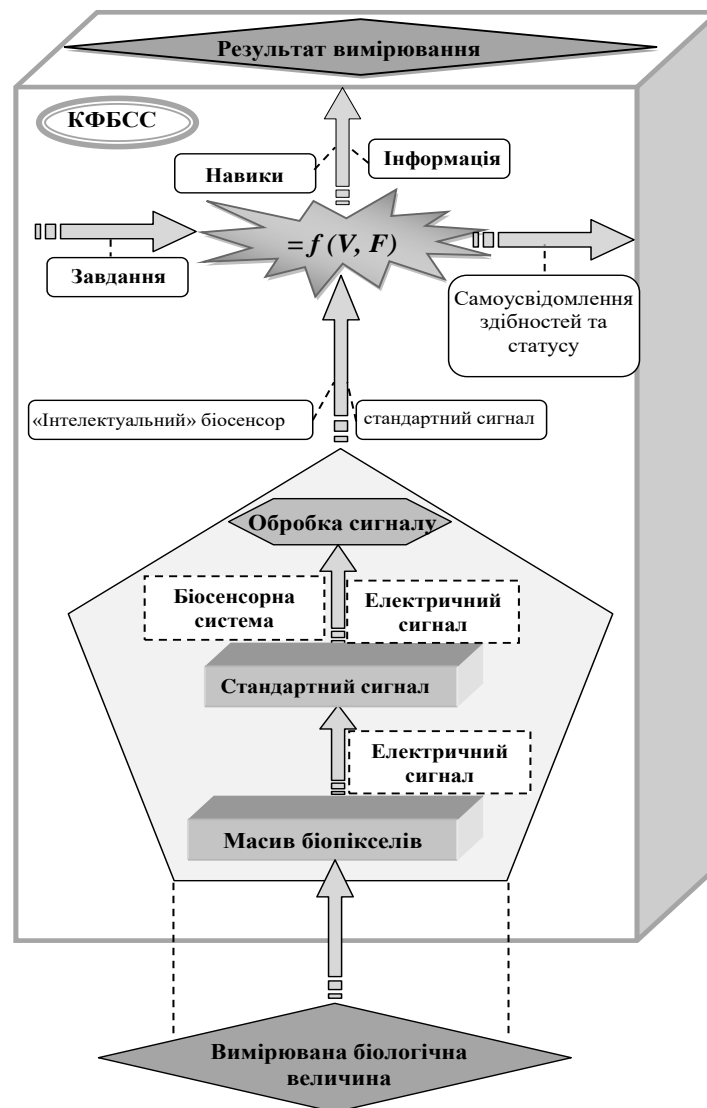 Результат вимірювання
КФБСС
Навики
Інформація
= f (V, F)
Завдання
Самоусвідомлення
здібностей та
статусу
«Інтелектуальний» біосенсор
стандартний сигнал
Обробка сигналу
Біосенсорна
система
Електричний
сигнал
Стандартний сигнал
Електричний
сигнал
Масив біопікселів
Вимірювана біологічна
величина